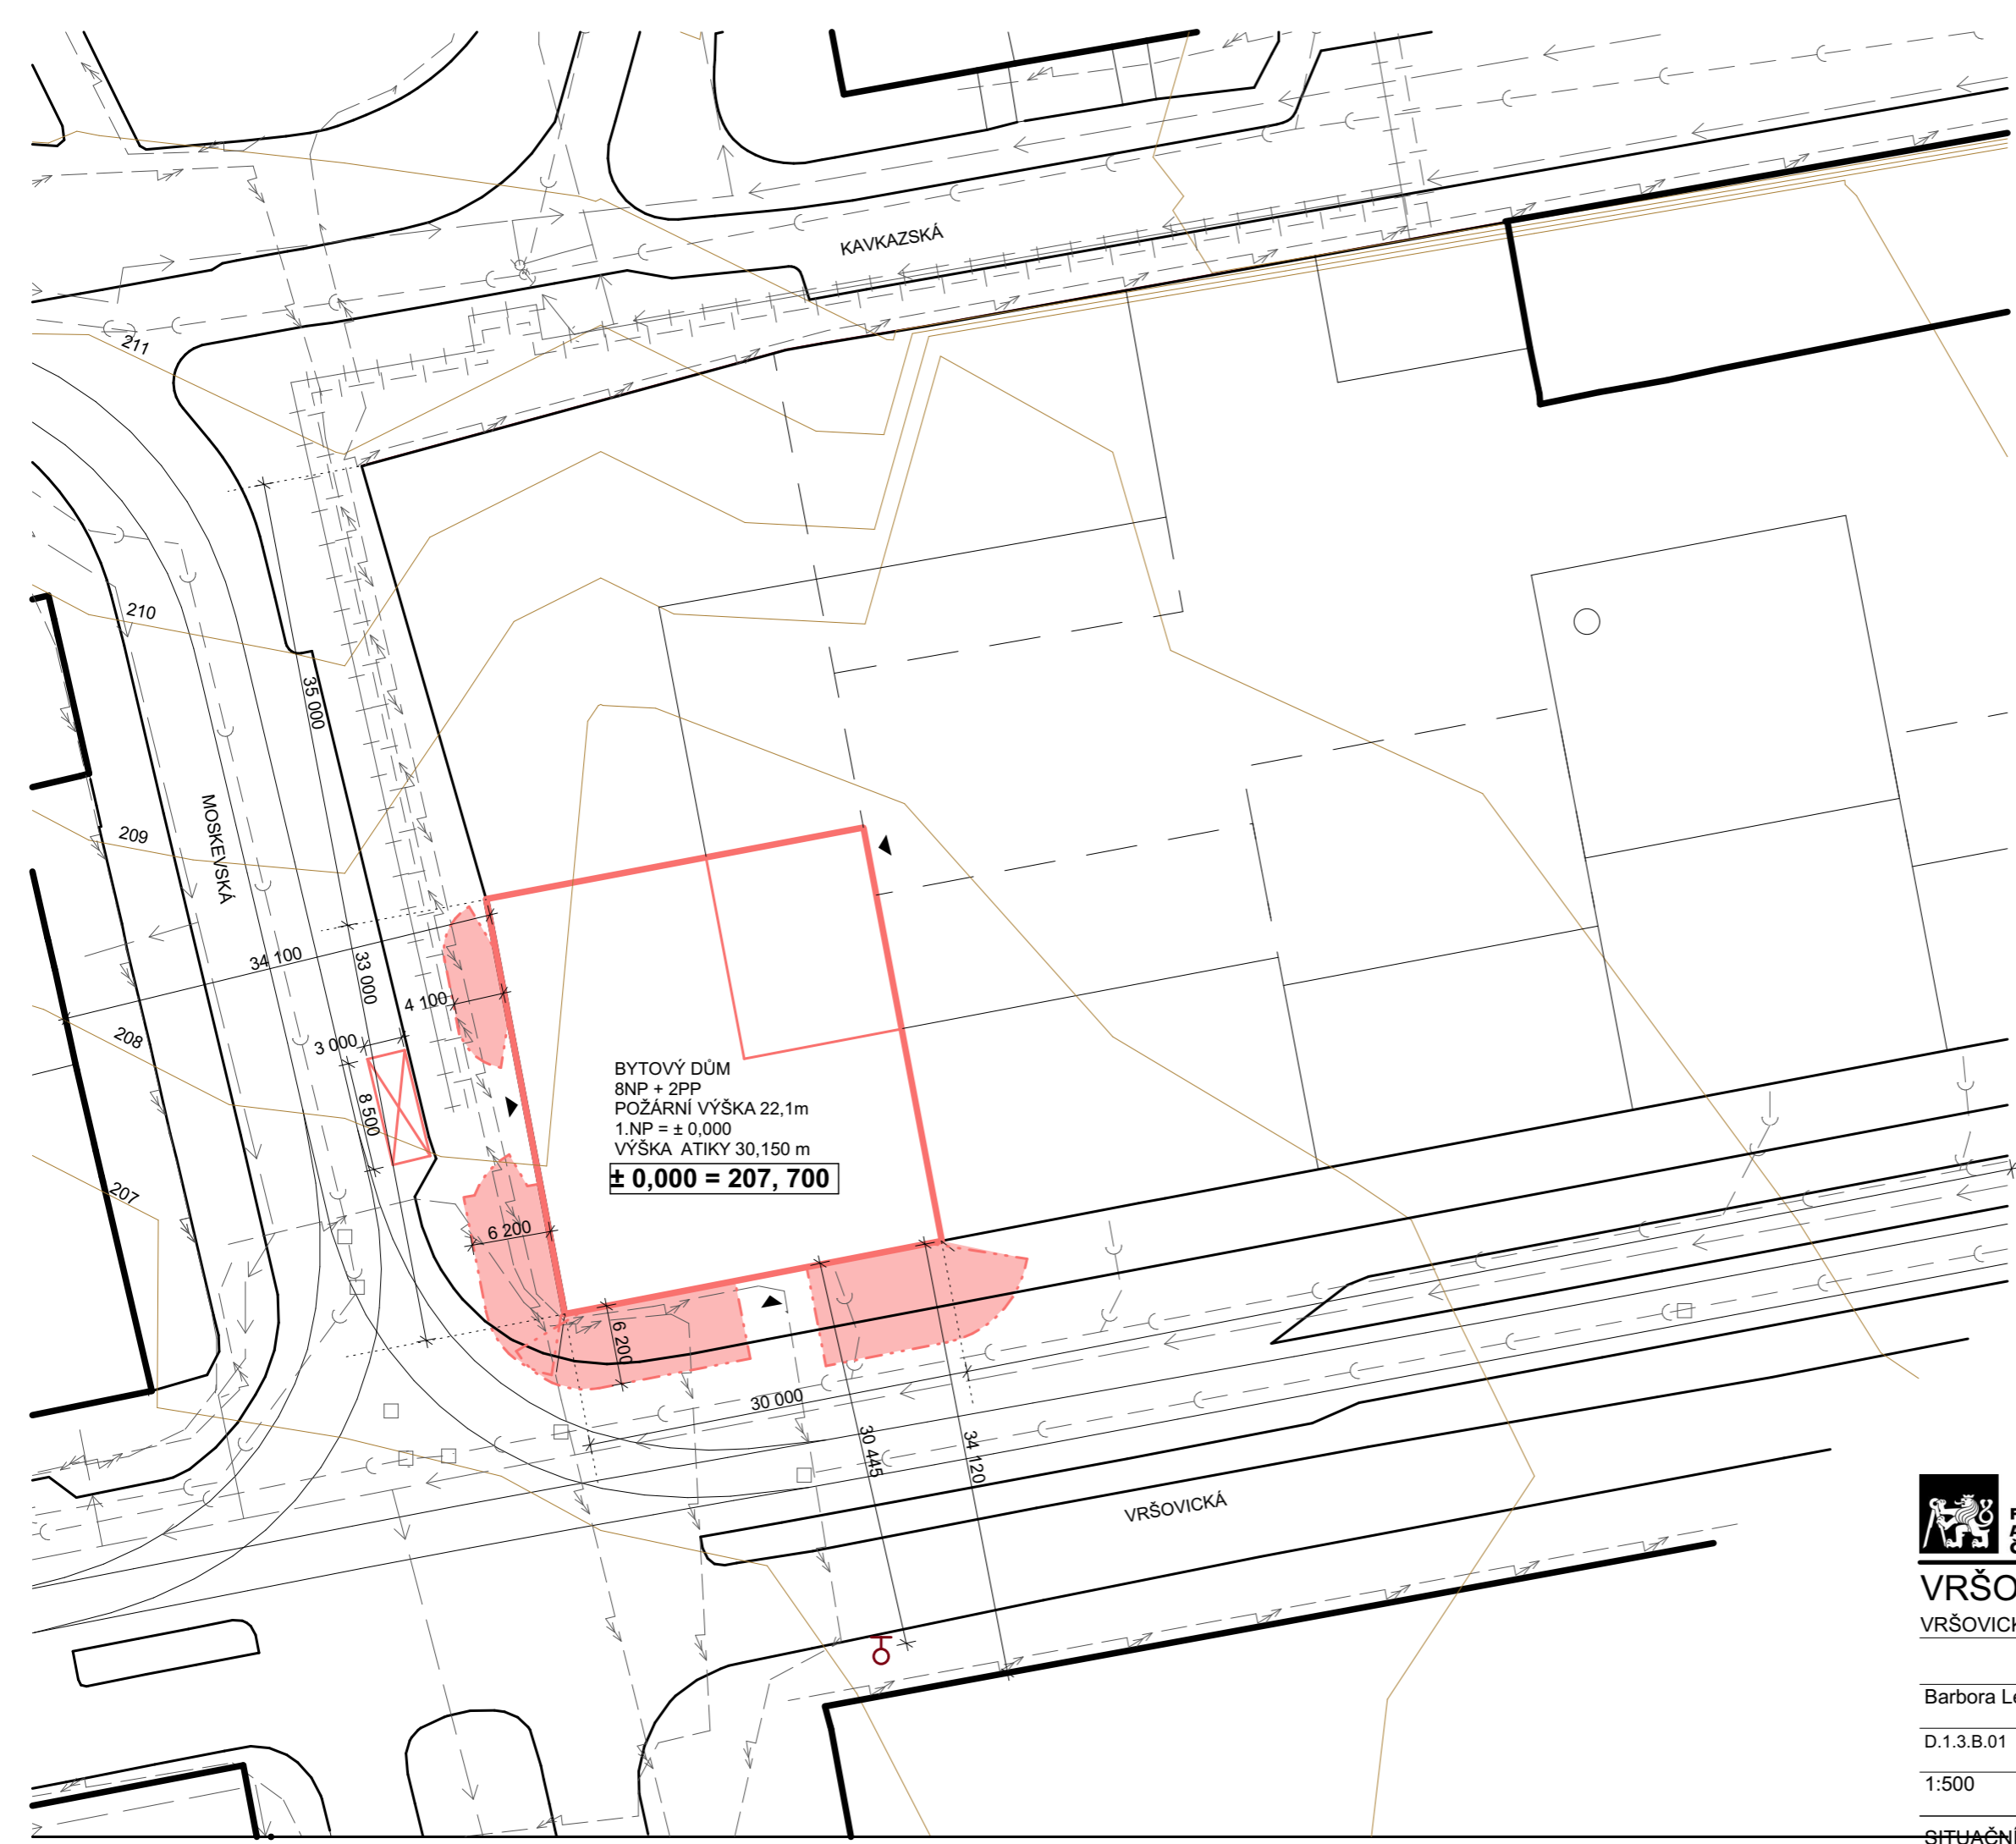 KAVKAZSKÁ
211
210
35 000
MOSKEVSKÁ
209
34 100
33 000
4 100
208
3 000
8 500
BYTOVÝ DŮM
8NP + 2PP
POŽÁRNÍ VÝŠKA 22,1m
1.NP = ± 0,000
VÝŠKA ATIKY 30,150 m
± 0,000 = 207, 700
207
6 200
6 200
30 000
30 445
34 120
VRŠOVICKÁ
VRŠO
VRŠOVICK
Barbora Le
D.1.3.B.01
1:500
SITUAČNÍ